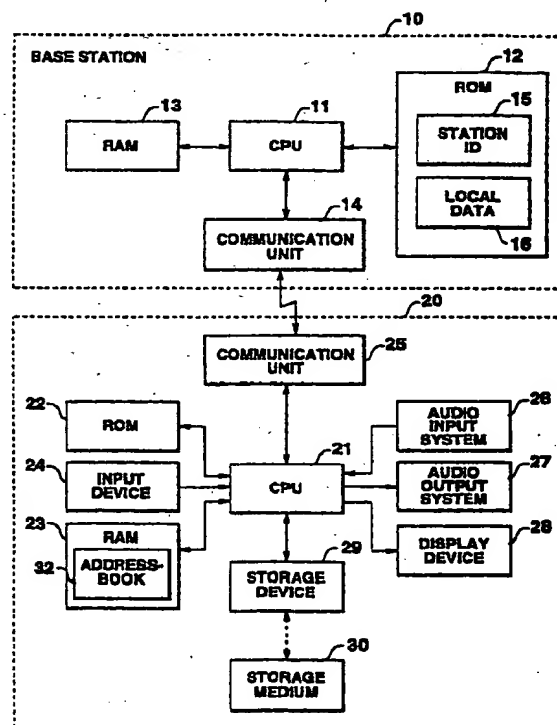 10
BASE STATION
12
ROM
13
11
15
RAM
CPU
STATION
ID
14
LOCAL
DATA
16
COMMUNICATION
UNIT
20
COMMUNICATION
UNIT
25
22
ROM
21
26
AUDIO
INPUT
SYSTEM
24
INPUT
DEVICE
CPU
27
AUDIO
OUTPUT
SYSTEM
23
RAM
32
ADDRESS-
BOOK
28
DISPLAY
DEVICE
29
STORAGE
DEVICE
30
STORAGE
MEDIUM